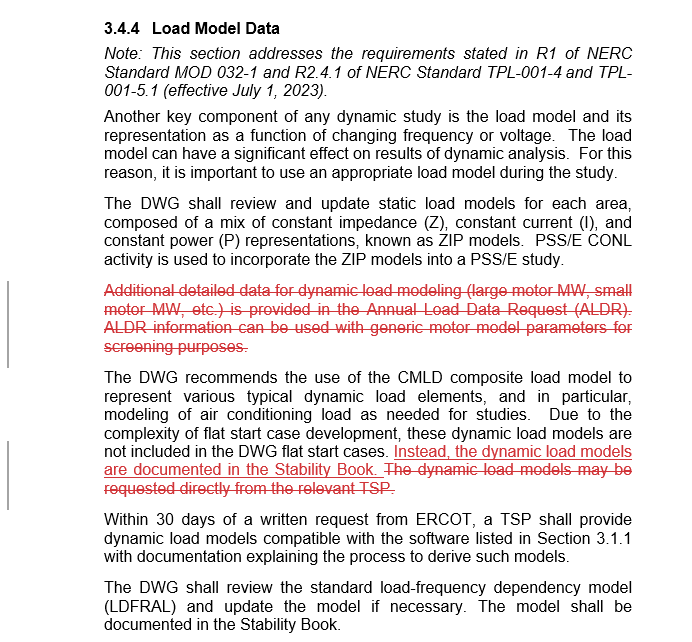 3.4.4 Load Model Data
Note: This section addresses the requirements stated in R1 of NERC
Standard MOD 032-1 and R2.4.1 of NERC Standard TPL-001-4 and TPL-
001-5.1 (effective July 1, 2023).
Another key component of any dynamic study is the load model and its
representation as a function of changing frequency or voltage. The load
model can have a significant effect on results of dynamic analysis. For this
reason, it is important to use an appropriate load model during the study.
The DWG shall review and update static load models for each area,
composed of a mix of constant impedance (Z), constant current (I), and
constant power (P) representations, known as ZIP models. PSS/E CONL
activity is used to incorporate the ZIP models into a PSS/E study.
Additional detailed data for dynamic load modeling (large motor MW, small
motor MW, etc.) is provided in the Annual Load Data Request (ALDR).
ALDR information can be used with generic motor model parameters for
screening purposes.
The DWG recommends the use of the CMLD composite load model to
represent various typical dynamic load elements, and in particular,
modeling of air conditioning load as needed for studies. Due to the
complexity of flat start case development, these dynamic load models are
not included in the DWG flat start cases. Instead, the dynamic load models
are documented in the Stability Book. The dynamic load models may be
requested directly from the relevant TSP.
Within 30 days of a written request from ERCOT, a TSP shall provide
dynamic load models compatible with the software listed in Section 3.1.1
with documentation explaining the process to derive such models.
The DWG shall review the standard load-frequency dependency model
(LDFRAL) and update the model if necessary. The model shall be
documented in the Stability Book.